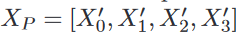 X_P = [X'_0, X'_1, X'_2, X'_3]